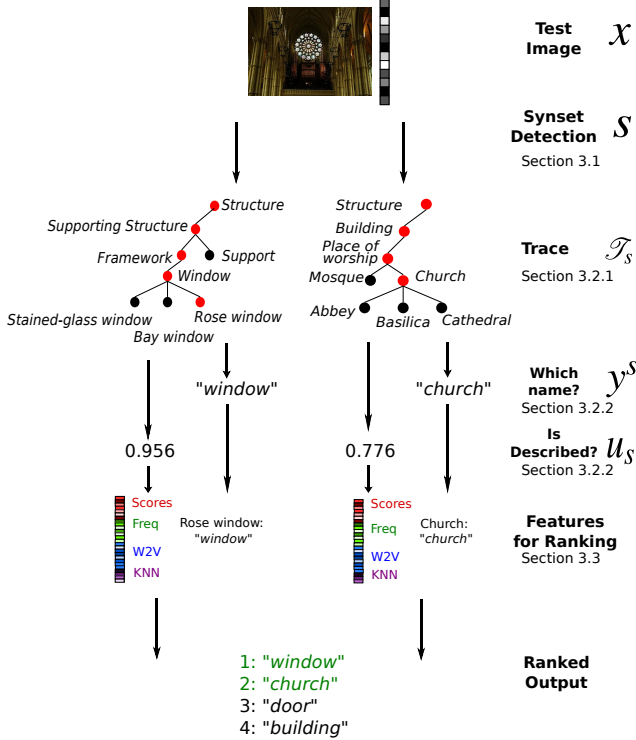 Test
Image
x
Synset
Detection
s
Section 3.1
Structure
Supporting Structure
Framework
Support
Window
Stained-glass window
Bay window
Rose window
Structure
Building
Place of
worship
Mosque
Church
Abbey
Basilica
Cathedral
Trace
𝒯s
Section 3.2.1
"window"
"church"
Which
name?
y^s
Section 3.2.2
0.956
0.776
Is
Described?
u_s
Section 3.2.2
Scores
Freq
W2V
KNN
Rose window:
"window"
Scores
Freq
W2V
KNN
Church:
"church"
Features
for Ranking
Section 3.3
1: "window"
2: "church"
3: "door"
4: "building"
Ranked
Output